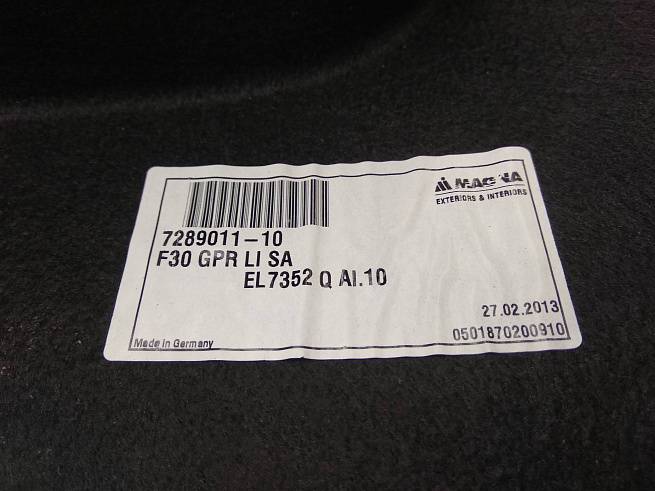 MAGNA
EXTERIORS & INTERIORS
7289011-10
F30 GPR LI SA
EL7352 Q AI.10
27.02.2013
0501870200910
Made in Germany